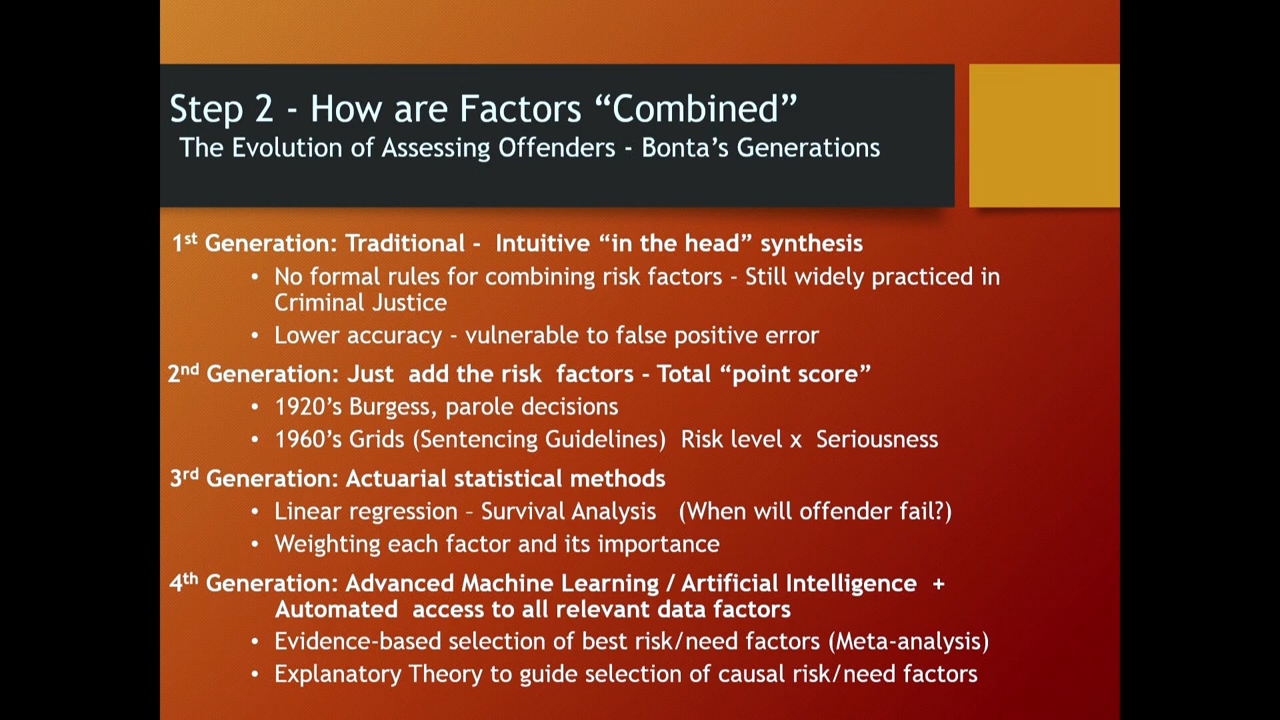 Step 2 - How are Factors “Combined”
The Evolution of Assessing Offenders - Bonta’s Generations
1st Generation: Traditional - Intuitive “in the head” synthesis
• No formal rules for combining risk factors - Still widely practiced in
Criminal Justice
• Lower accuracy - vulnerable to false positive error
2nd Generation: Just add the risk factors - Total “point score”
• 1920’s Burgess, parole decisions
• 1960’s Grids (Sentencing Guidelines) Risk level x Seriousness
3rd Generation: Actuarial statistical methods
• Linear regression – Survival Analysis (When will offender fail?)
• Weighting each factor and its importance
4th Generation: Advanced Machine Learning / Artificial Intelligence +
Automated access to all relevant data factors
• Evidence-based selection of best risk/need factors (Meta-analysis)
• Explanatory Theory to guide selection of causal risk/need factors